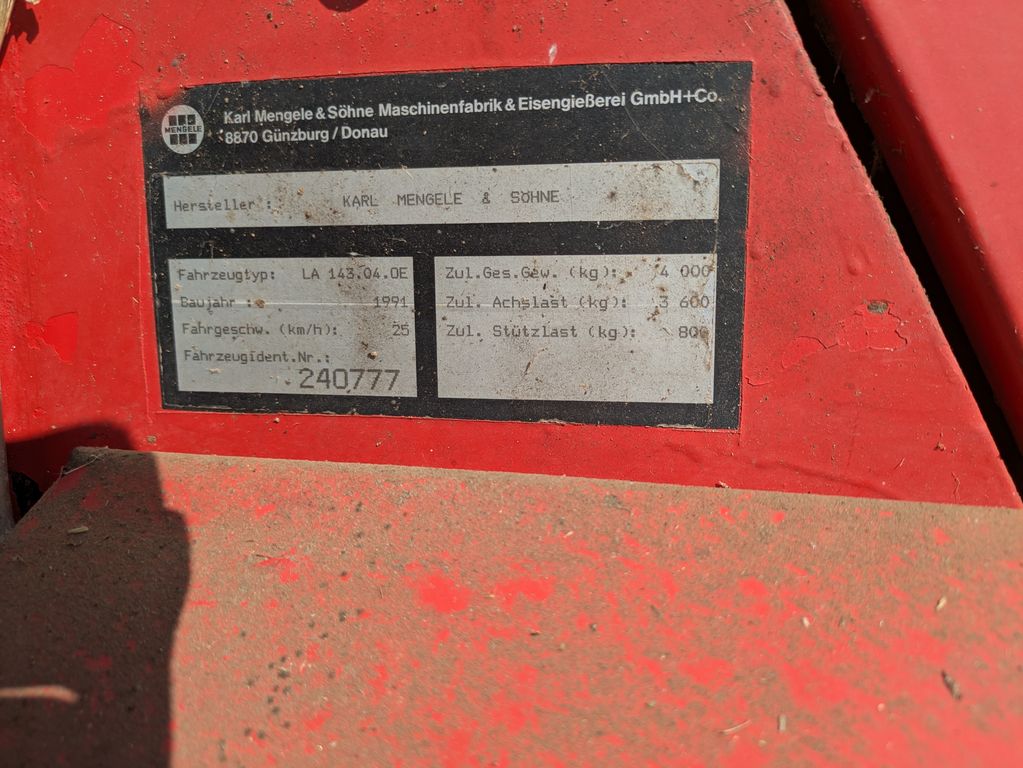 MENGELE
Karl Mengele & Söhne Maschinenfabrik & Eisengießerei GmbH+Co.
8870 Günzburg / Donau
Hersteller : KARL MENGELE & SÖHNE
Fahrzeugtyp: LA 143.04.OE
Baujahr : 1991
Fahrgeschw. (km/h): 25
Fahrzeugident.Nr.:
240777
Zul.Ges.Gew. (kg): 4 000
Zul. Achslast (kg): 3 600
Zul. Stützlast (kg): 800